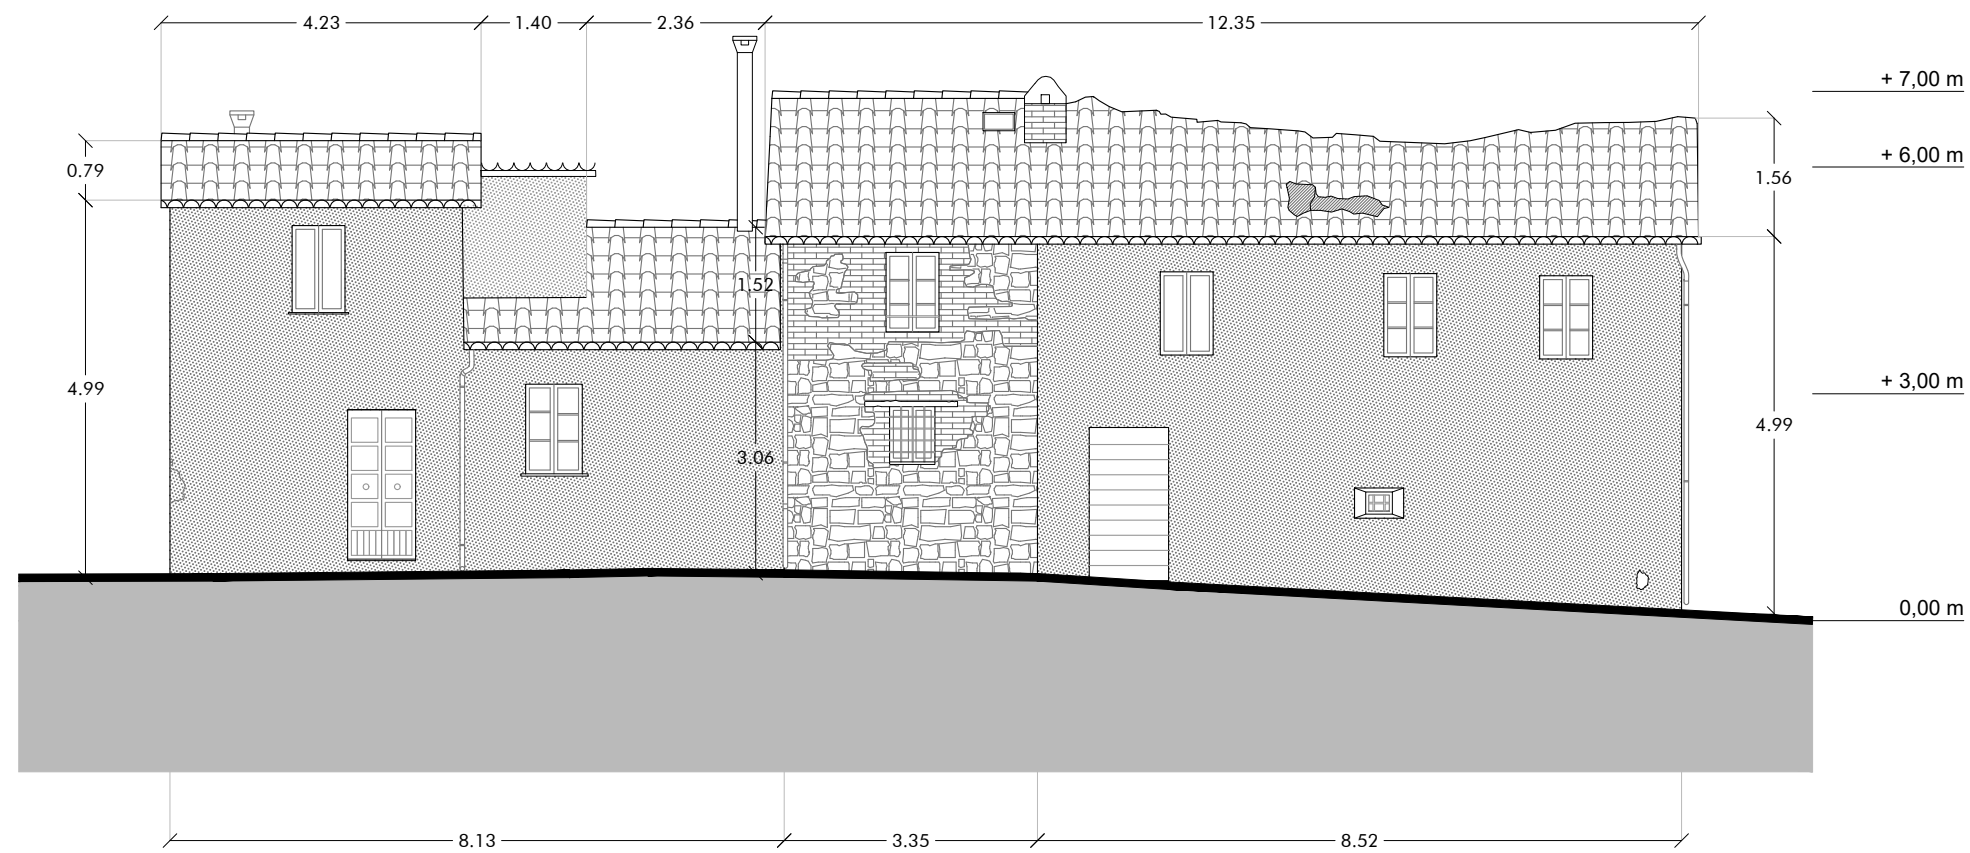 4.23 1.40 2.36 12.35
+ 7,00 m
+ 6,00 m
0.79 1.56
1.52
+ 3,00 m
4.99 4.99
3.06
0,00 m
8.13 3.35 8.52